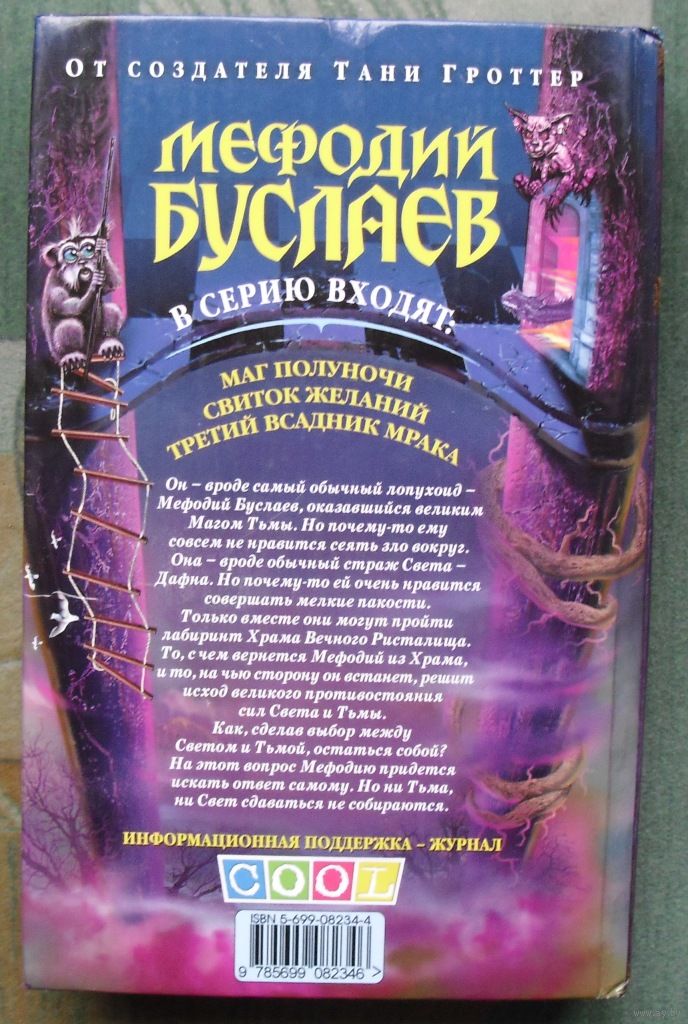 От создателя Тани Гроттер
Мефодий
Буслаев
в серию входят:
Маг полуночи
Свиток желаний
Третий всадник мрака
Он – вроде самый обычный лопухоид –
Мефодий Буслаев, оказавшийся великим
Магом Тьмы. Но почему-то ему
совсем не нравится сеять зло вокруг.
Она – вроде обычный страж Света –
Дафна. Но почему-то ей очень нравится
совершать мелкие пакости.
Только вместе они могут пройти
лабиринт Храма Вечного Ристалища.
То, с чем вернется Мефодий из Храма,
и то, на чью сторону он встанет, решит
исход великого противостояния
сил Света и Тьмы.
Как, сделав выбор между
Светом и Тьмой, остаться собой?
На этот вопрос Мефодию придется
искать ответ самому. Но ни Тьма,
ни Свет сдаваться не собираются.
Информационная поддержка – журнал
COOL
ISBN 5-699-08234-4
9 785699 082346 >
www.ay.by